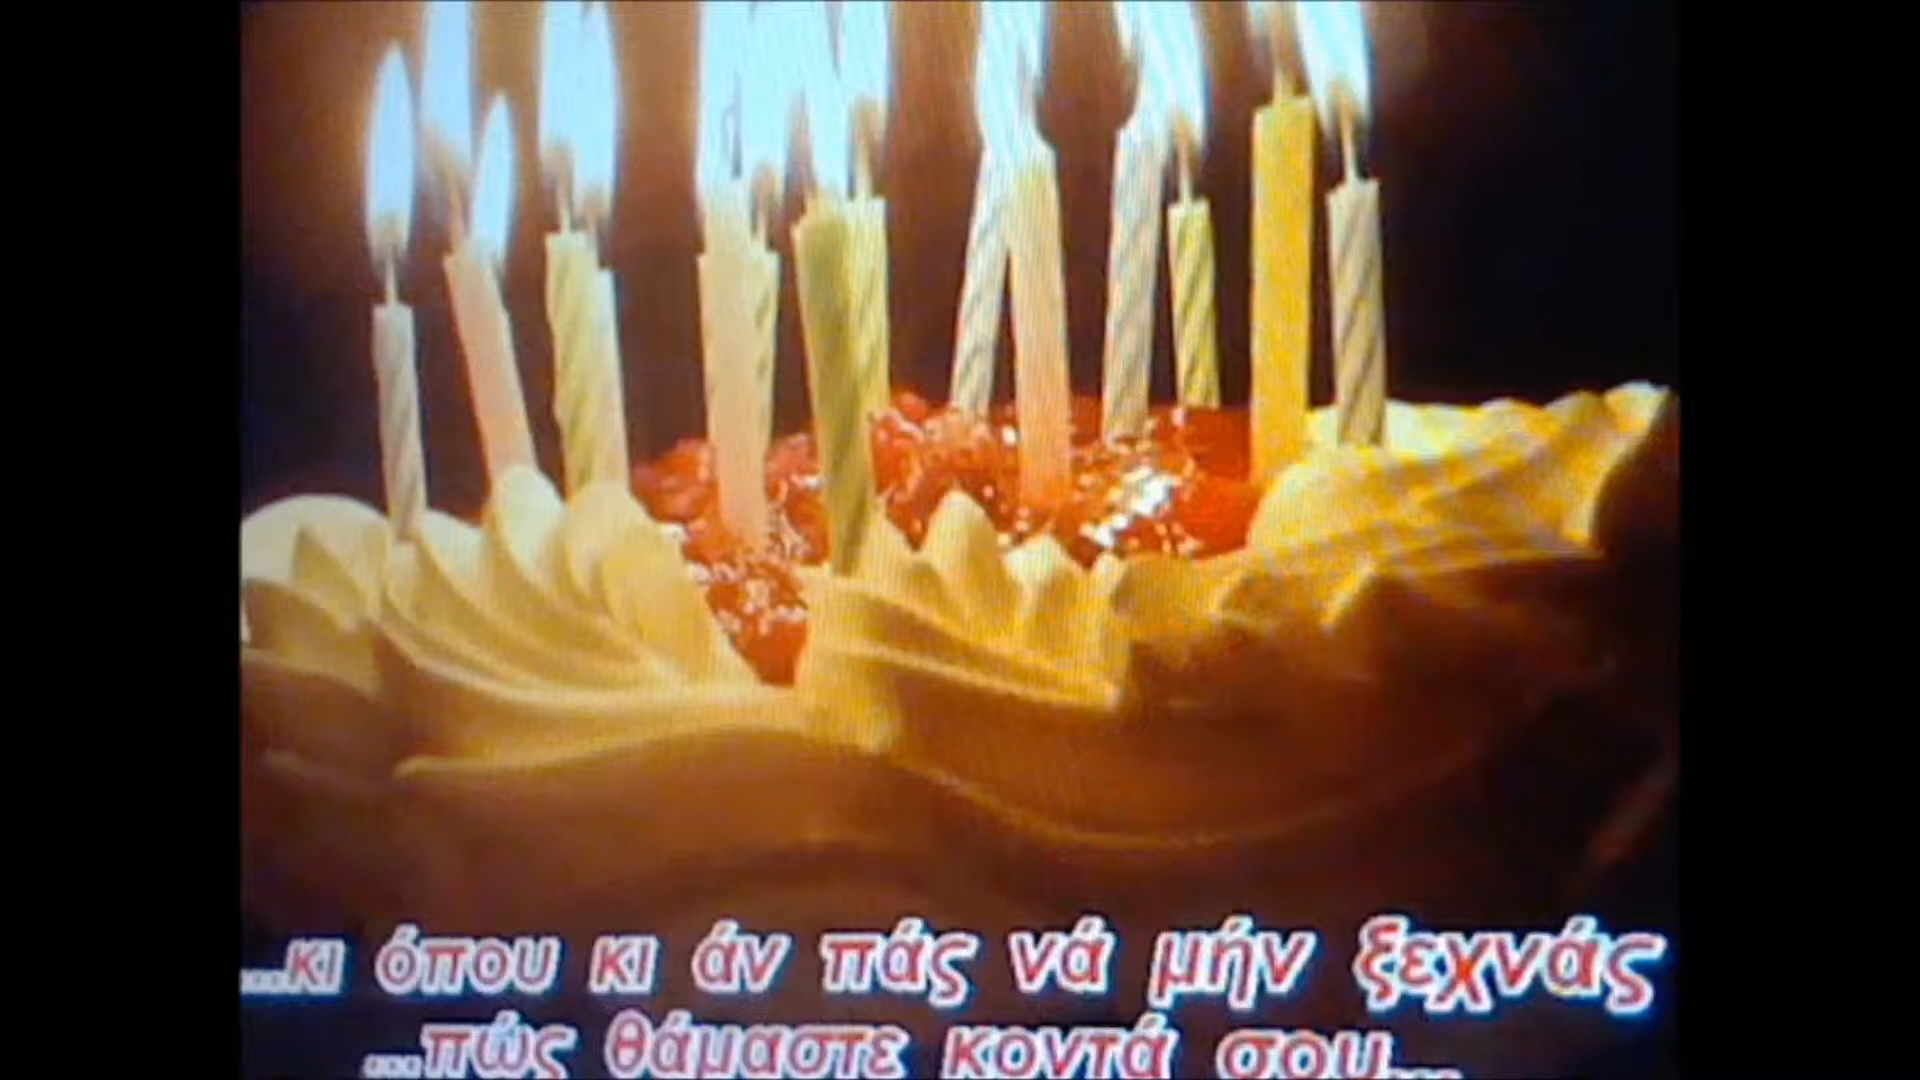 ...κι όπου κι άν πάς νά μήν ξεχνάς
...πώς θάμαστε κοντά σου...